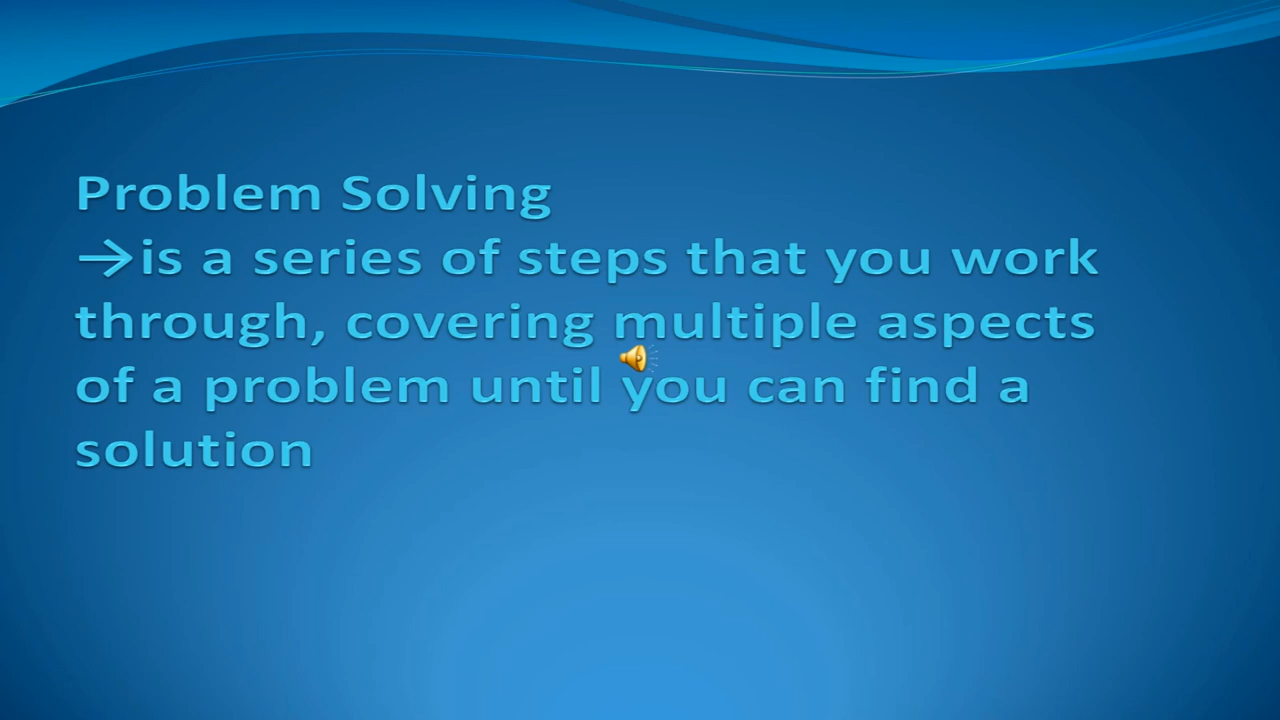 Problem Solving
→is a series of steps that you work
through, covering multiple aspects
of a problem until you can find a
solution